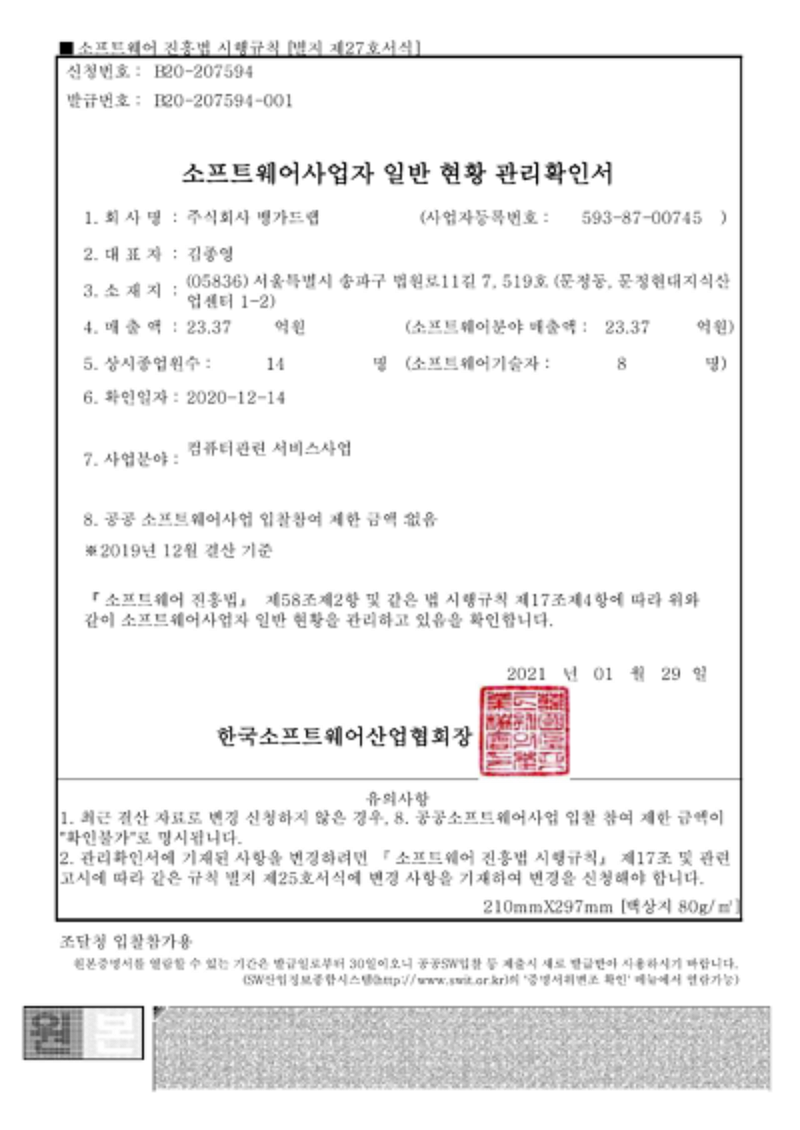 ■ 소프트웨어 진흥법 시행규칙 [별지 제27호서식]
신청번호 : B20-207594
발급번호 : B20-207594-001
소프트웨어사업자 일반 현황 관리확인서
1. 회 사 명 : 주식회사 뱅가드랩 (사업자등록번호 : 593-87-00745 )
2. 대 표 자 : 김종영
3. 소 재 지 : (05836) 서울특별시 송파구 법원로11길 7, 519호 (문정동, 문정현대지식산
업센터 1-2)
4. 매 출 액 : 23.37 억원 (소프트웨어분야 매출액 : 23.37 억원)
5. 상시종업원수 : 14 명 (소프트웨어기술자 : 8 명)
6. 확인일자 : 2020-12-14
7. 사업분야 : 컴퓨터관련 서비스사업
8. 공공 소프트웨어사업 입찰참여 제한 금액 :없음
※2019년 12월 결산 기준
『소프트웨어 진흥법』 제58조제2항 및 같은 법 시행규칙 제17조제4항에 따라 위와
같이 소프트웨어사업자 일반 현황을 관리하고 있음을 확인합니다.
2021 년 01 월 29 일
한국소프트웨어산업협회장
유의사항
1. 최근 결산 자료로 변경 신청하지 않은 경우, 8. 공공소프트웨어사업 입찰 참여 제한 금액이
"확인불가"로 명시됩니다.
2. 관리확인서에 기재된 사항을 변경하려면 『소프트웨어 진흥법 시행규칙』 제17조 및 관련
고시에 따라 같은 규칙 별지 제25호서식에 변경 사항을 기재하여 변경을 신청해야 합니다.
210mmX297mm [백상지 80g/㎡]
조달청 입찰참가용
원본증명서를 열람할 수 있는 기간은 발급일로부터 30일이오니 공공SW입찰 등 제출시 새로 발급받아 사용하시기 바랍니다.
(SW산업정보종합시스템(http://www.swit.or.kr)의 '증명서위변조 확인' 메뉴에서 열람가능)
원본